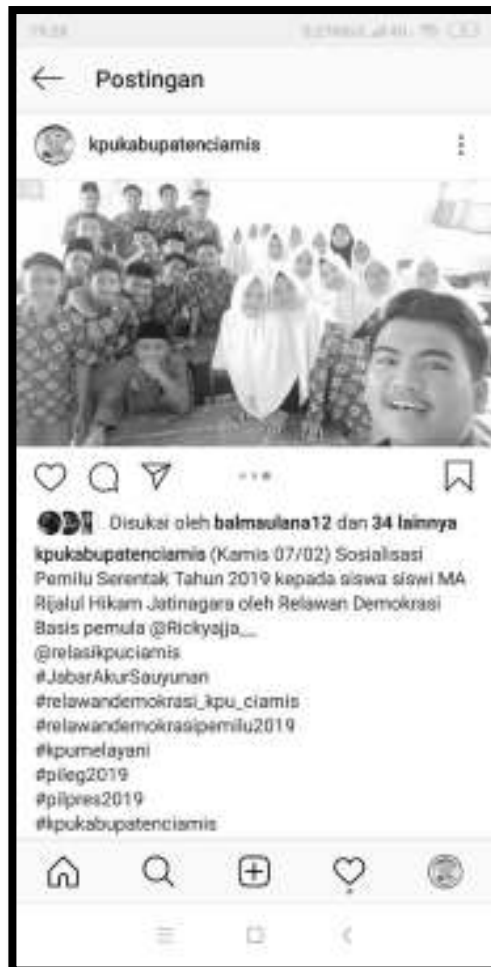 Postingan
kpukabupatenciamis
Disukai oleh balmaulana12 dan 34 lainnya
kpukabupatenciamis (Kamis 07/02) Sosialisasi
Pemilu Serentak Tahun 2019 kepada siswa siswi MA
Rijalul Hikam Jatinagara oleh Relawan Demokrasi
Basis pemula @Rickyajja__
@relasikpuciamis
#JabarAkurSauyunan
#relawandemokrasi_kpu_ciamis
#relawandemokrasipemilu2019
#kpumelayani
#pileg2019
#pilpres2019
#kpukabupatenciamis